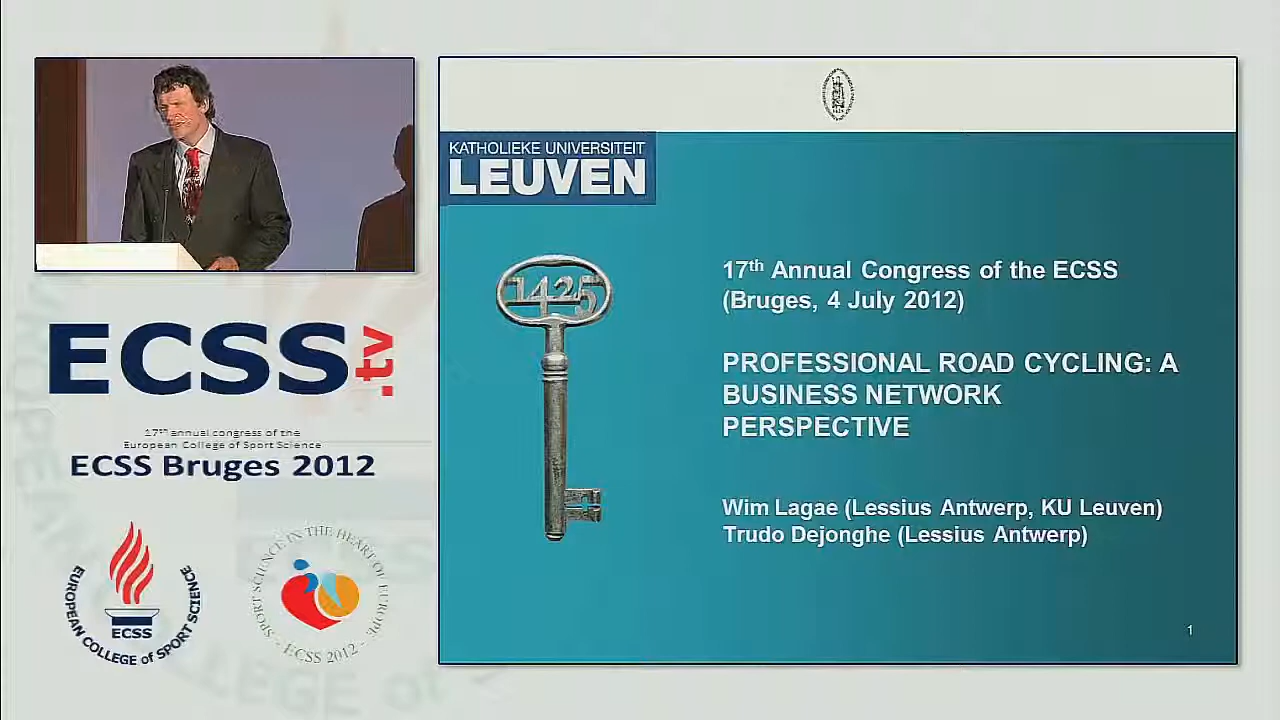 KATHOLIEKE UNIVERSITEIT
LEUVEN
1425
17th Annual Congress of the ECSS
(Bruges, 4 July 2012)
PROFESSIONAL ROAD CYCLING: A
BUSINESS NETWORK
PERSPECTIVE
Wim Lagae (Lessius Antwerp, KU Leuven)
Trudo Dejonghe (Lessius Antwerp)
1
ECSS.tv
17th annual congress of the
European College of Sport Science
ECSS Bruges 2012
EUROPEAN COLLEGE of SPORT SCIENCE
ECSS
SPORT SCIENCE IN THE HEART OF EUROPE
- ECSS 2012 -